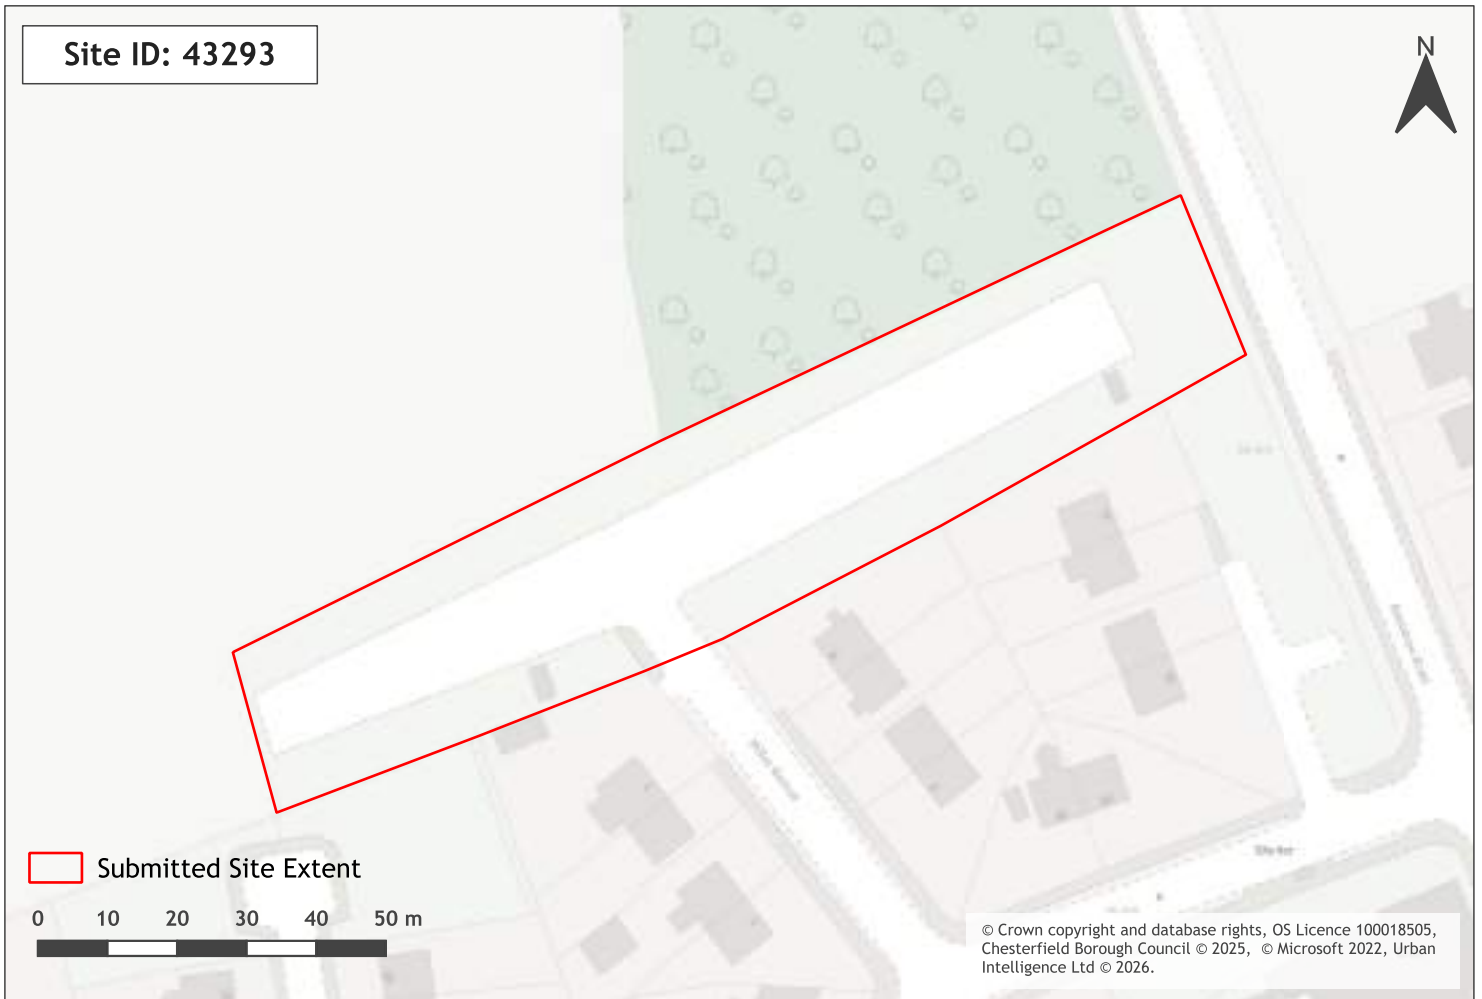 Site ID: 43293
N
Submitted Site Extent
0 10 20 30 40 50 m
© Crown copyright and database rights, OS Licence 100018505,
Chesterfield Borough Council © 2025, © Microsoft 2022, Urban
Intelligence Ltd © 2026.